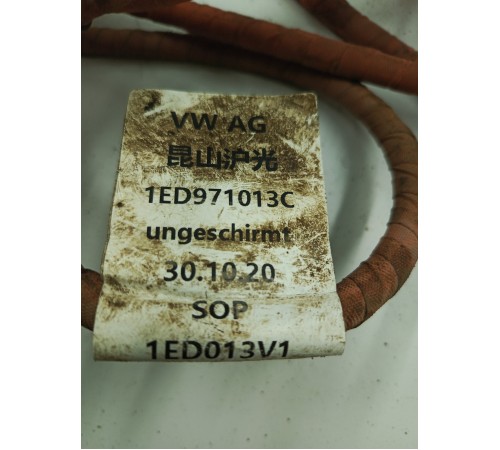 VW AG
昆山沪光
1ED971013C
ungeschirmt
30.10.20
SOP
1ED013V1